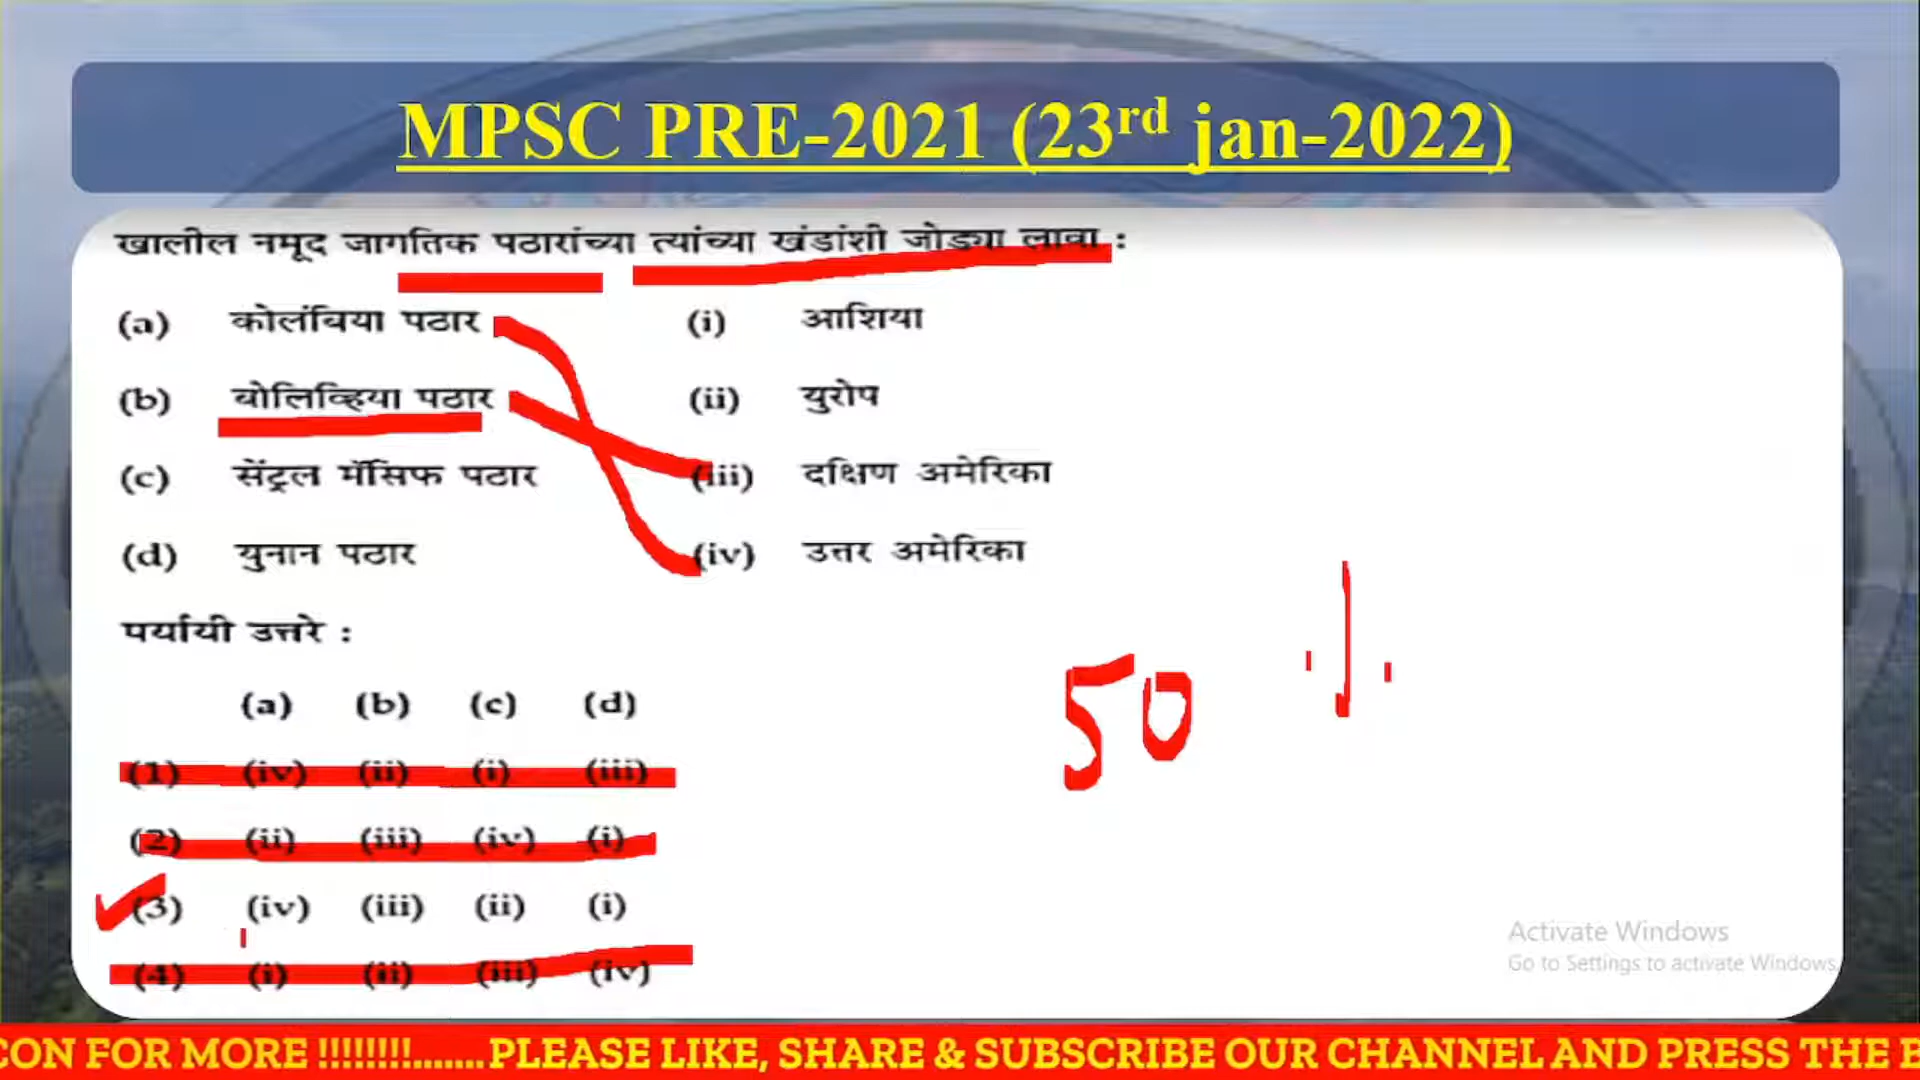 MPSC PRE-2021 (23rd jan-2022)
खालील नमूद जागतिक पठारांच्या त्यांच्या खंडांशी जोड्या लावा :
(a) कोलंबिया पठार (i) आशिया
(b) बोलिव्हिया पठार (ii) युरोप
(c) सेंट्रल मॅसिफ पठार (iii) दक्षिण अमेरिका
(d) युनान पठार (iv) उत्तर अमेरिका
पर्यायी उत्तरे :
(a) (b) (c) (d)
(1) (iv) (ii) (i) (iii)
(2) (ii) (iii) (iv) (i)
(3) (iv) (iii) (ii) (i)
(4) (i) (ii) (iii) (iv)
50 .|.
Activate Windows
Go to Settings to activate Windows.
CON FOR MORE !!!!!!!!.......PLEASE LIKE, SHARE & SUBSCRIBE OUR CHANNEL AND PRESS THE B